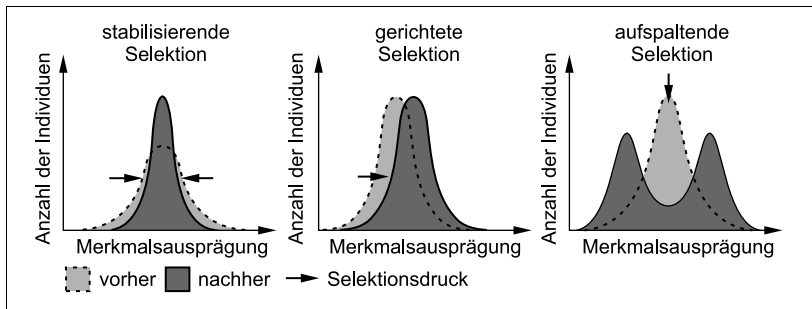 stabilisierende
Selektion
Anzahl der Individuen
Merkmalsausprägung
gerichtete
Selektion
Anzahl der Individuen
Merkmalsausprägung
aufspaltende
Selektion
Anzahl der Individuen
Merkmalsausprägung
vorher nachher Selektionsdruck